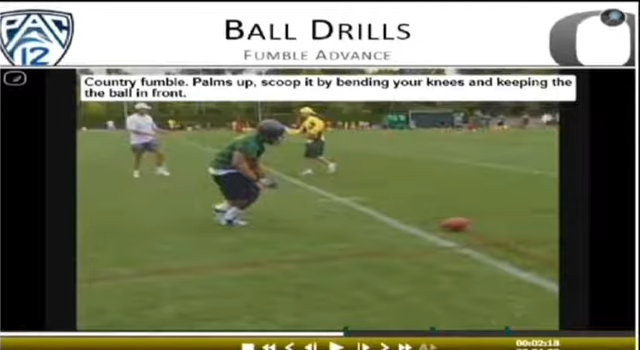 PAC
12
BALL DRILLS
FUMBLE ADVANCE
Country fumble. Palms up, scoop it by bending your knees and keeping the
the ball in front.
00:02:18